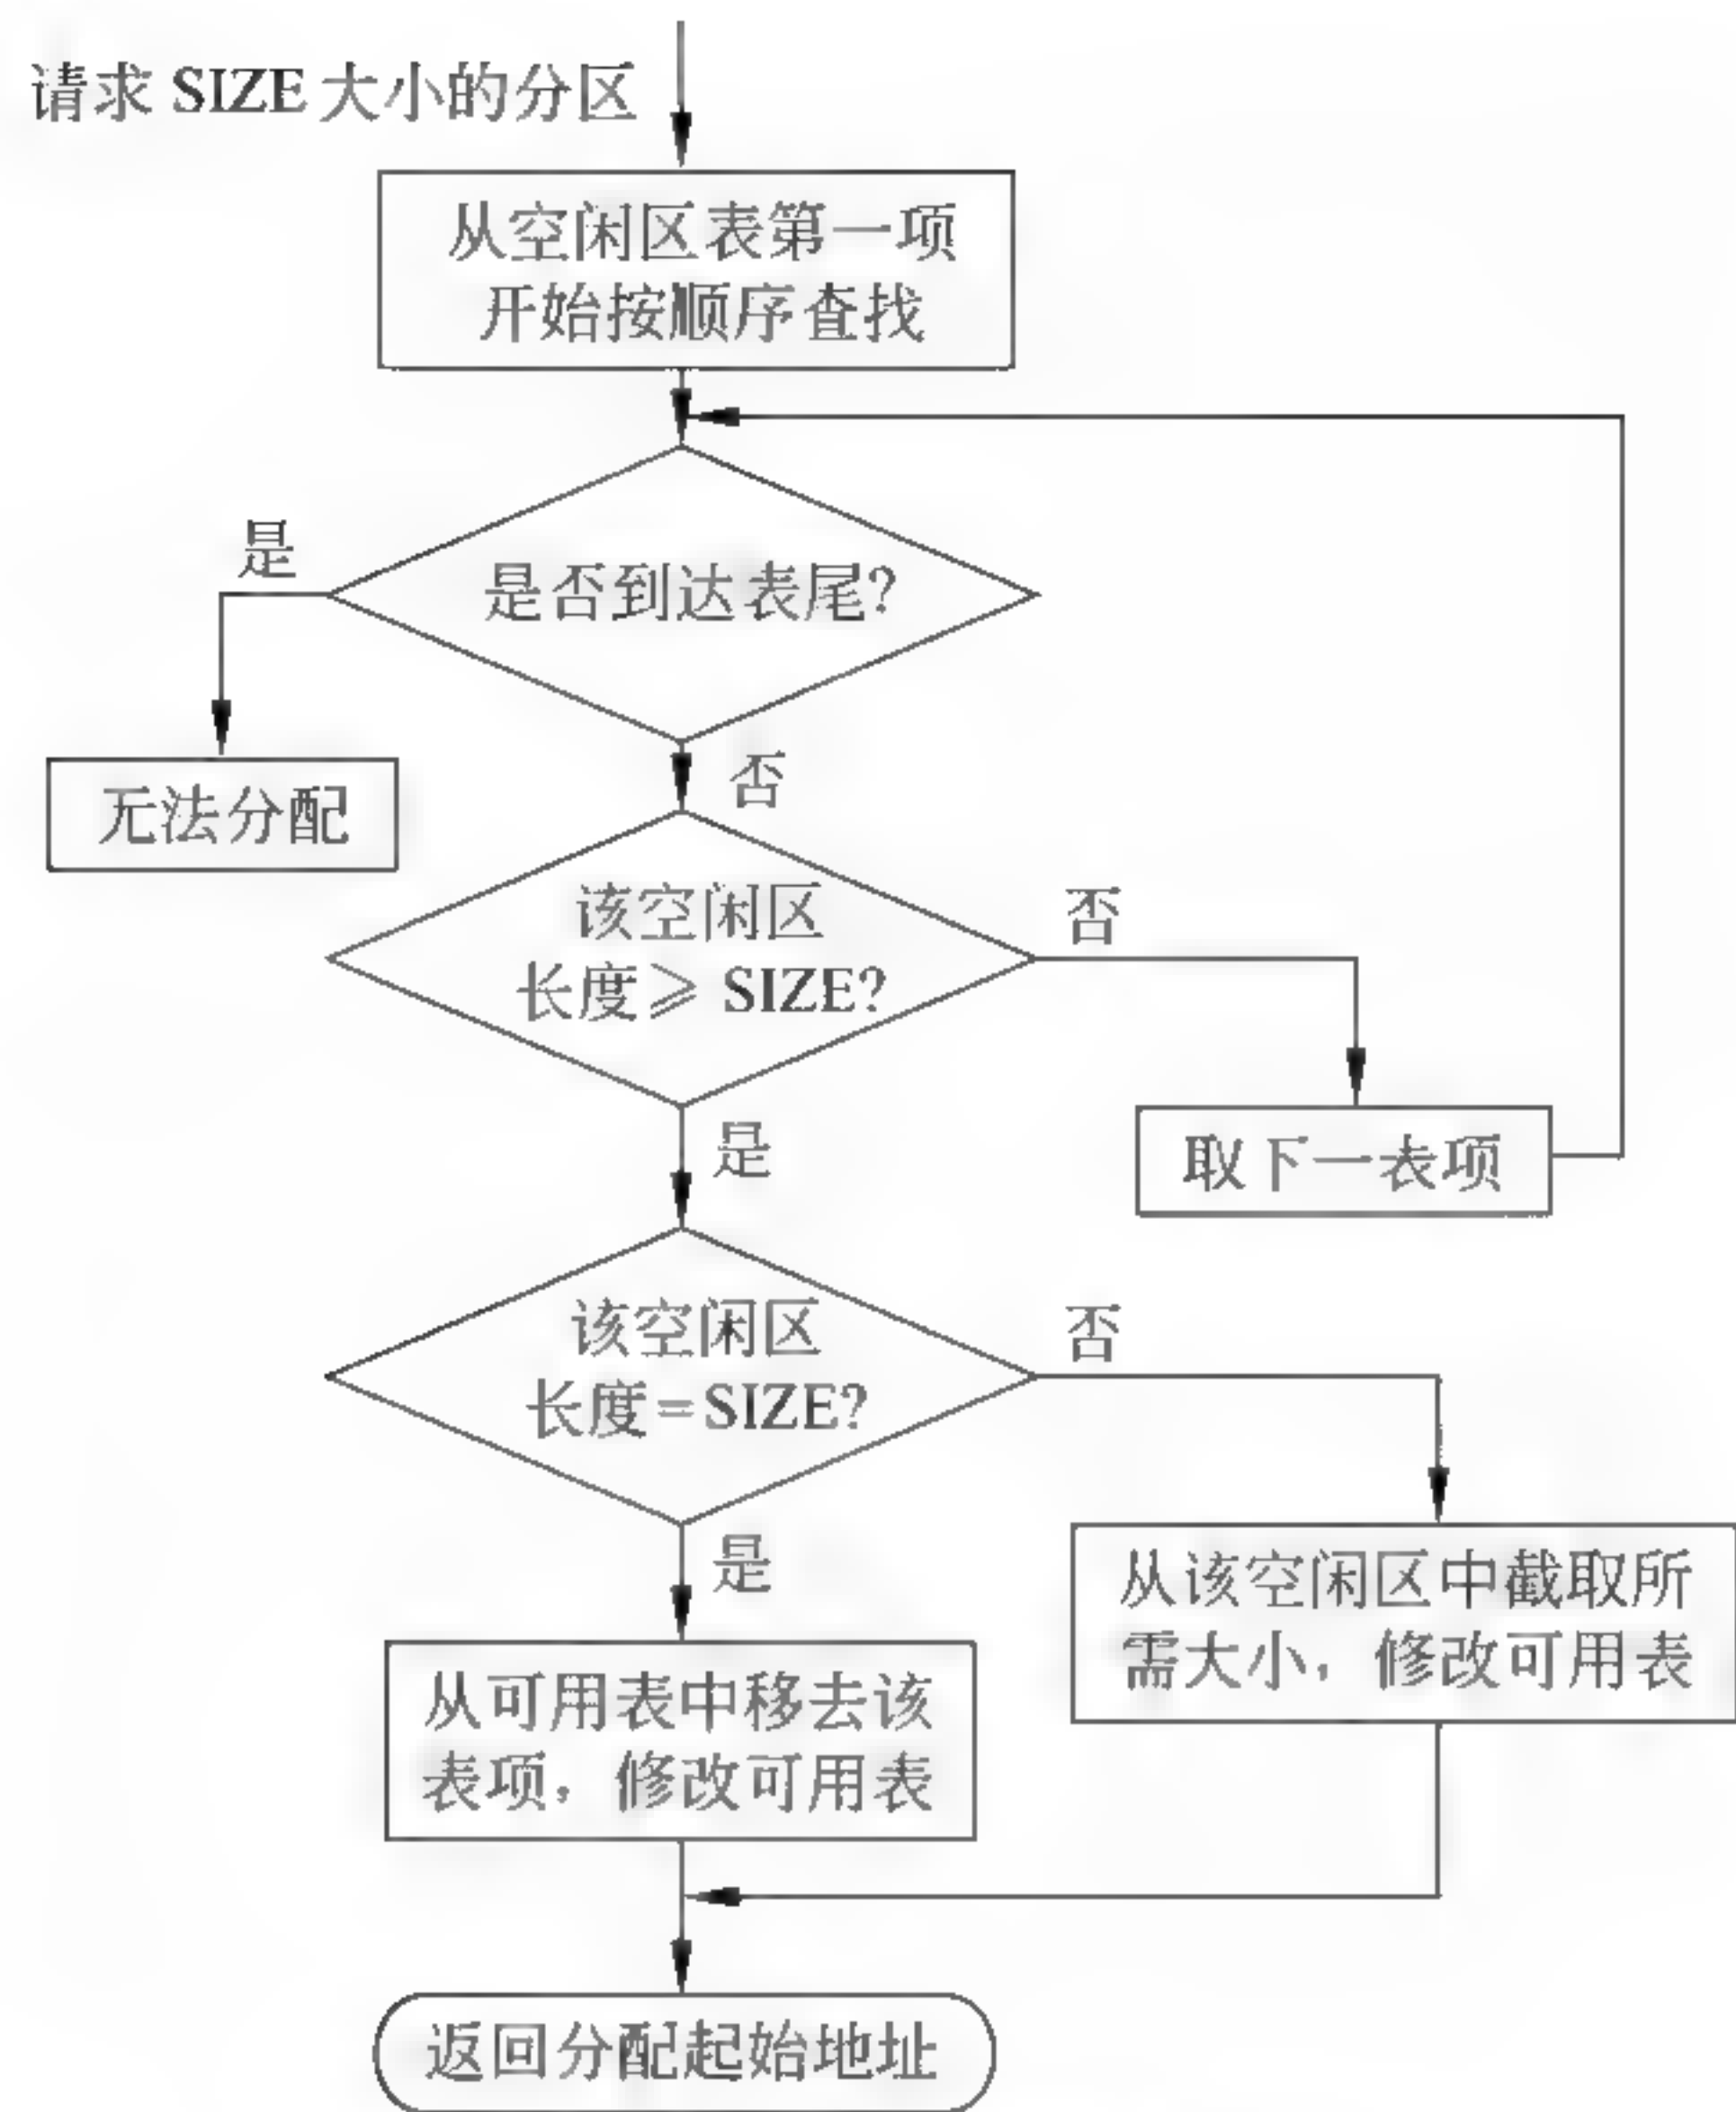 请求 SIZE 大小的分区
从空闲区表第一项
开始按顺序查找
是
是否到达表尾?
否
无法分配
该空闲区
长度≥ SIZE?
否
是
取下一表项
该空闲区
长度=SIZE?
否
是
从该空闲区中截取所
需大小，修改可用表
从可用表中移去该
表项，修改可用表
返回分配起始地址